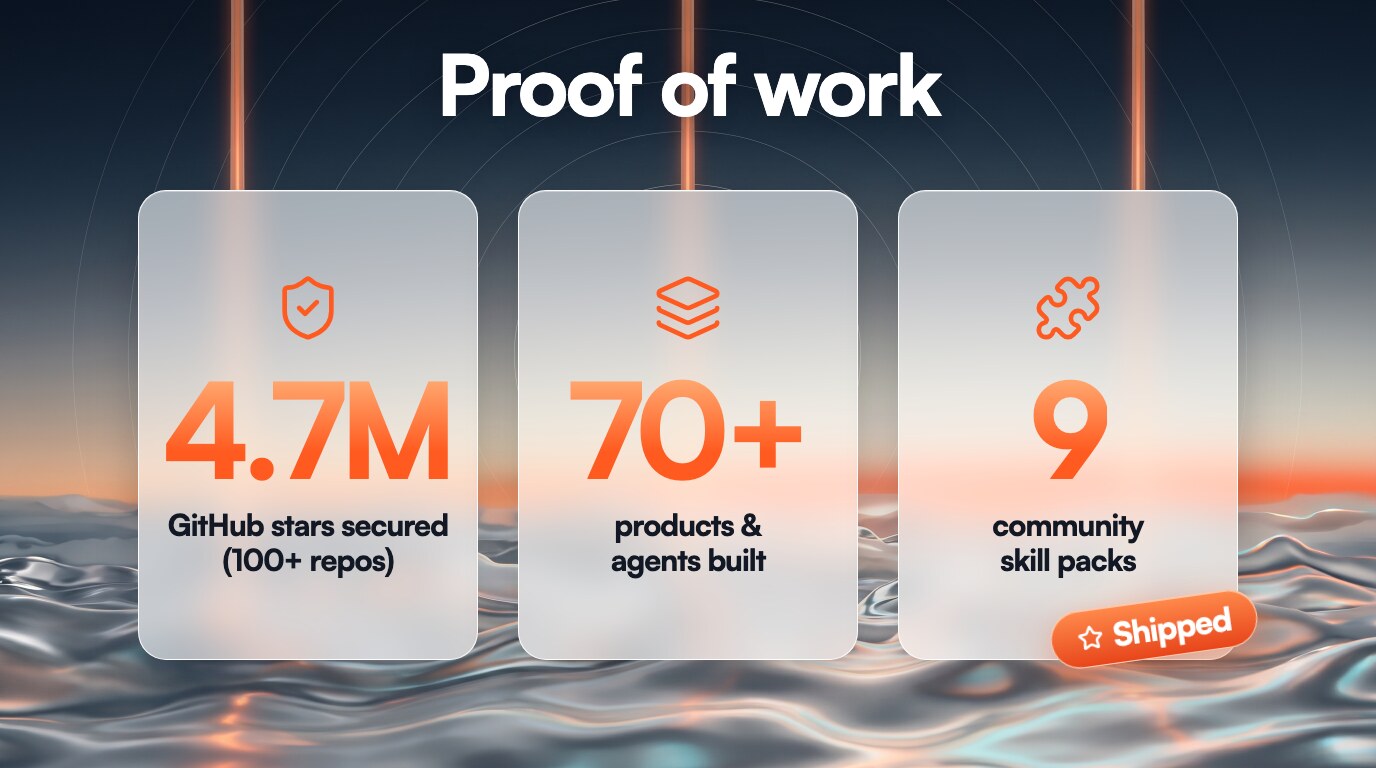 Proof of work
4.7M
GitHub stars secured
(100+ repos)
70+
products &
agents built
9
community
skill packs
Shipped